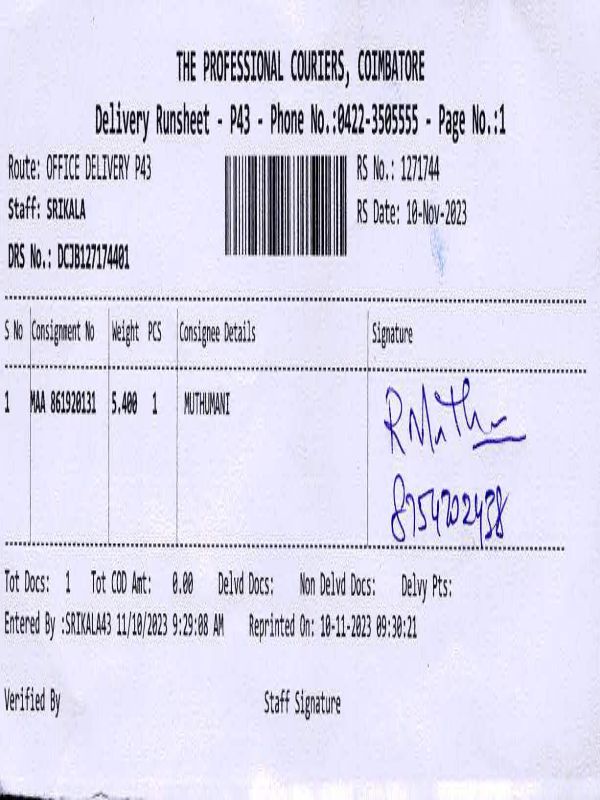 THE PROFESSIONAL COURIERS, COIMBATORE
Delivery Runsheet - P43 - Phone No.:0422-3505555 - Page No.:1
Route: OFFICE DELIVERY P43 RS No.: 1271744
Staff: SRIKALA RS Date: 10-Nov-2023
DRS No.: DCJB127174401
S No Consignment No Weight PCS Consignee Details Signature
1 MAA 861920131 5.400 1 MUTHUMANI
8754202438
Tot Docs: 1 Tot COD Amt: 0.00 Delvd Docs: Non Delvd Docs: Delvy Pts:
Entered By :SRIKALA43 11/10/2023 9:29:08 AM Reprinted On: 10-11-2023 09:30:21
Verified By Staff Signature